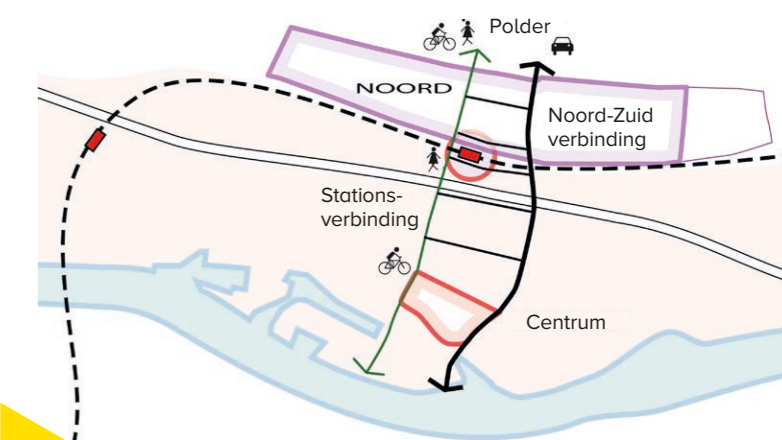 Polder
NOORD
Noord-Zuid
verbinding
Stations-
verbinding
Centrum